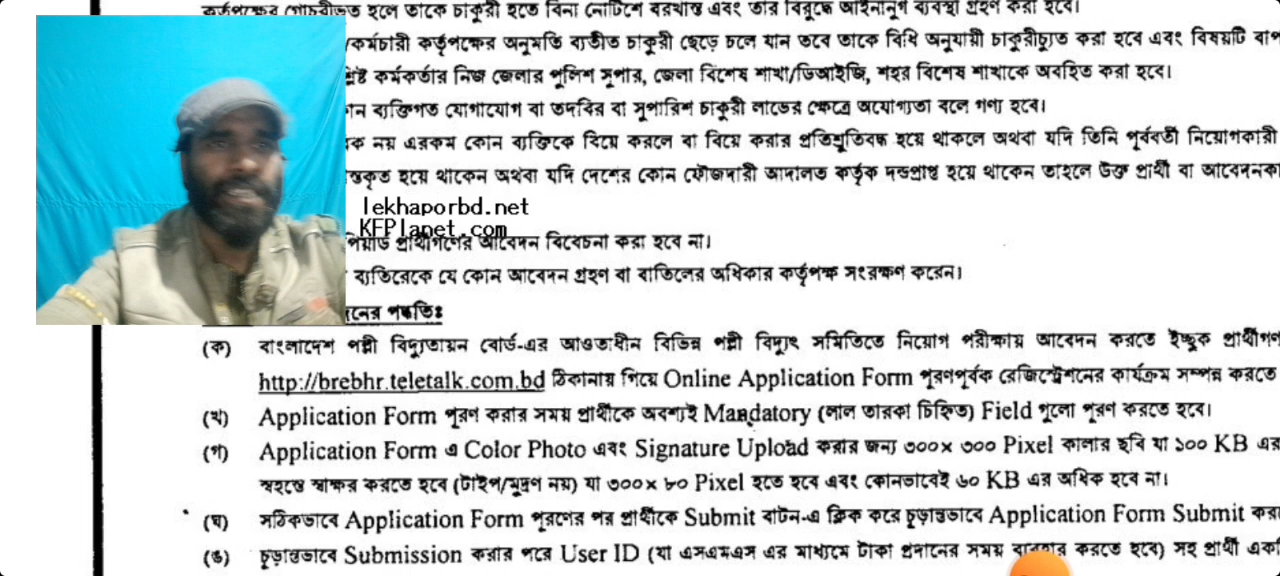 কর্তৃপক্ষের গোচরীভূত হলে তাকে চাকুরী হতে বিনা নোটিশে বরখাস্ত এবং তার বিরুদ্ধে আইনানুগ ব্যবস্থা গ্রহণ করা হবে।
/কর্মচারী কর্তৃপক্ষের অনুমতি ব্যতীত চাকুরী ছেড়ে চলে যান তবে তাকে বিধি অনুযায়ী চাকুরীচ্যুত করা হবে এবং বিষয়টি
কর্মকর্তার নিজ জেলার পুলিশ সুপার, জেলা বিশেষ শাখা/ডিআইজি, শহর বিশেষ শাখাকে অবহিত করা হবে।
ব্যক্তিগত যোগাযোগ বা তদবির বা সুপারিশ চাকুরী লাভের ক্ষেত্রে অযোগ্যতা বলে গণ্য হবে।
নয় এরকম কোন ব্যক্তিকে বিয়ে করলে বা বিয়ে করার প্রতিশ্রুতিবদ্ধ হয়ে থাকলে অথবা যদি তিনি পূর্ববর্তী নিয়োগকারী
হয়ে থাকেন অথবা যদি দেশের কোন ফৌজদারী আদালত কর্তৃক দন্ডপ্রাপ্ত হয়ে থাকেন তাহলে উক্ত প্রার্থী বা
lekhaporbd.net
KFPlanet.com
প্রার্থীগণের আবেদন বিবেচনা করা হবে না।
ব্যতিরেকে যে কোন আবেদন গ্রহণ বা বাতিলের অধিকার কর্তৃপক্ষ সংরক্ষণ করেন।
পদ্ধতিঃ
(ক) বাংলাদেশ পল্লী বিদ্যুতায়ন বোর্ড-এর আওতাধীন বিভিন্ন পল্লী বিদ্যুৎ সমিতিতে নিয়োগ পরীক্ষায় আবেদন করতে ইচ্ছুক প্রার্থীগণ
http://brebhr.teletalk.com.bd ঠিকানায় গিয়ে Online Application Form পূরণপূর্বক রেজিস্ট্রেশনের কার্যক্রম সম্পন্ন করতে
(খ) Application Form পূরণ করার সময় প্রার্থীকে অবশ্যই Mandatory (লাল তারকা চিহ্নিত) Field গুলো পূরণ করতে হবে।
(গ) Application Form এ Color Photo এবং Signature Upload করার জন্য ৩০০x ৩০০ Pixel কালার ছবি যা ১০০ KB এর
স্বহস্তে স্বাক্ষর করতে হবে (টাইপ/মুদ্রণ নয়) যা ৩০০x ৮০ Pixel হতে হবে এবং কোনভাবেই ৬০ KB এর অধিক হবে না।
(ঘ) সঠিকভাবে Application Form পূরণের পর প্রার্থীকে Submit বাটন-এ ক্লিক করে চূড়ান্তভাবে Application Form Submit
(ঙ) চূড়ান্তভাবে Submission করার পরে User ID (যা এসএমএস এর মাধ্যমে টাকা প্রদানের সময় ব্যবহার করতে হবে) সহ প্রার্থী